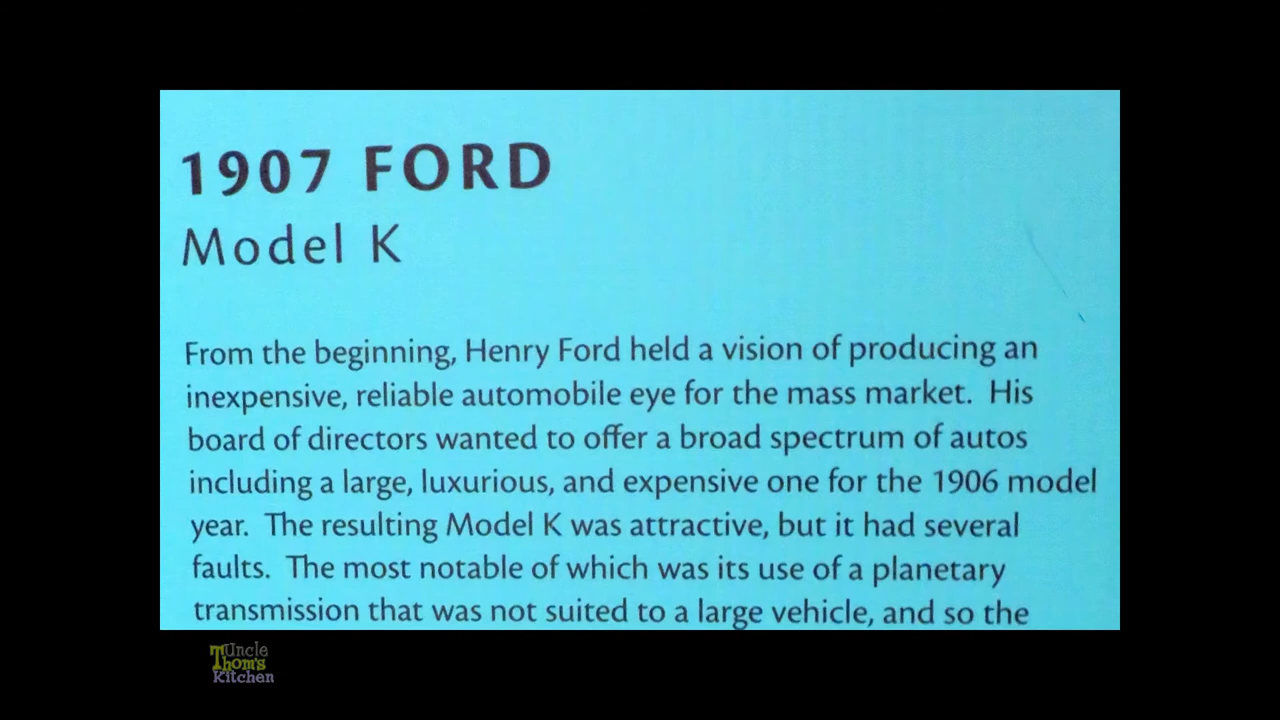 1907 FORD
Model K
From the beginning, Henry Ford held a vision of producing an
inexpensive, reliable automobile eye for the mass market.  His
board of directors wanted to offer a broad spectrum of autos
including a large, luxurious, and expensive one for the 1906 model
year.  The resulting Model K was attractive, but it had several
faults.  The most notable of which was its use of a planetary
transmission that was not suited to a large vehicle, and so the
Uncle
Thom's
Kitchen